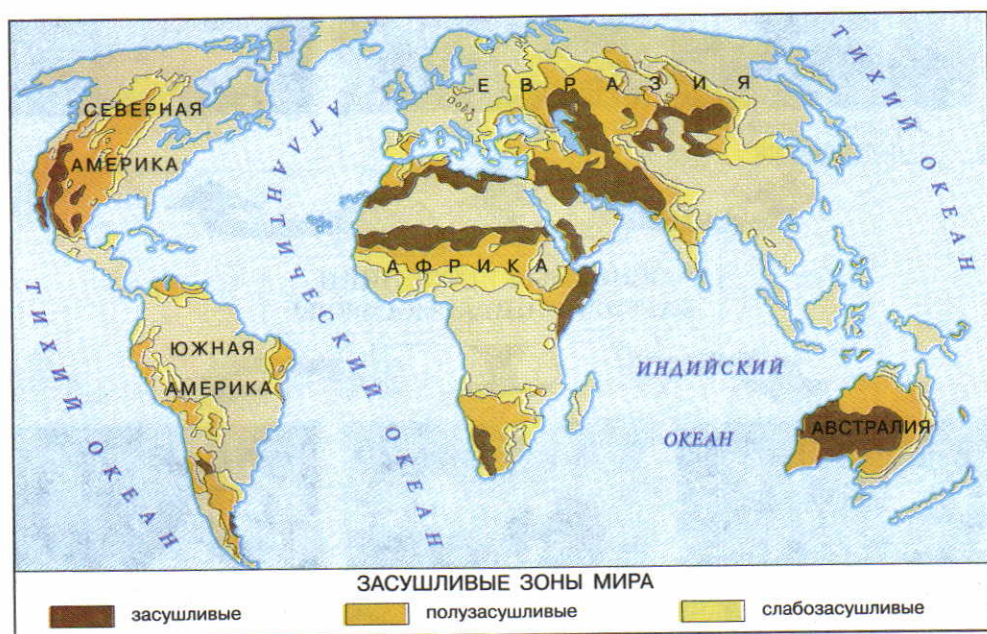 ТИХИЙ ОКЕАН
ЕВРАЗИЯ
СЕВЕРНАЯ
АМЕРИКА
АТЛАНТИЧЕСКИЙ ОКЕАН
АФРИКА
ТИХИЙ ОКЕАН
ЮЖНАЯ
АМЕРИКА
ИНДИЙСКИЙ
ОКЕАН
АВСТРАЛИЯ
ЗАСУШЛИВЫЕ ЗОНЫ МИРА
засушливые
полузасушливые
слабозасушливые